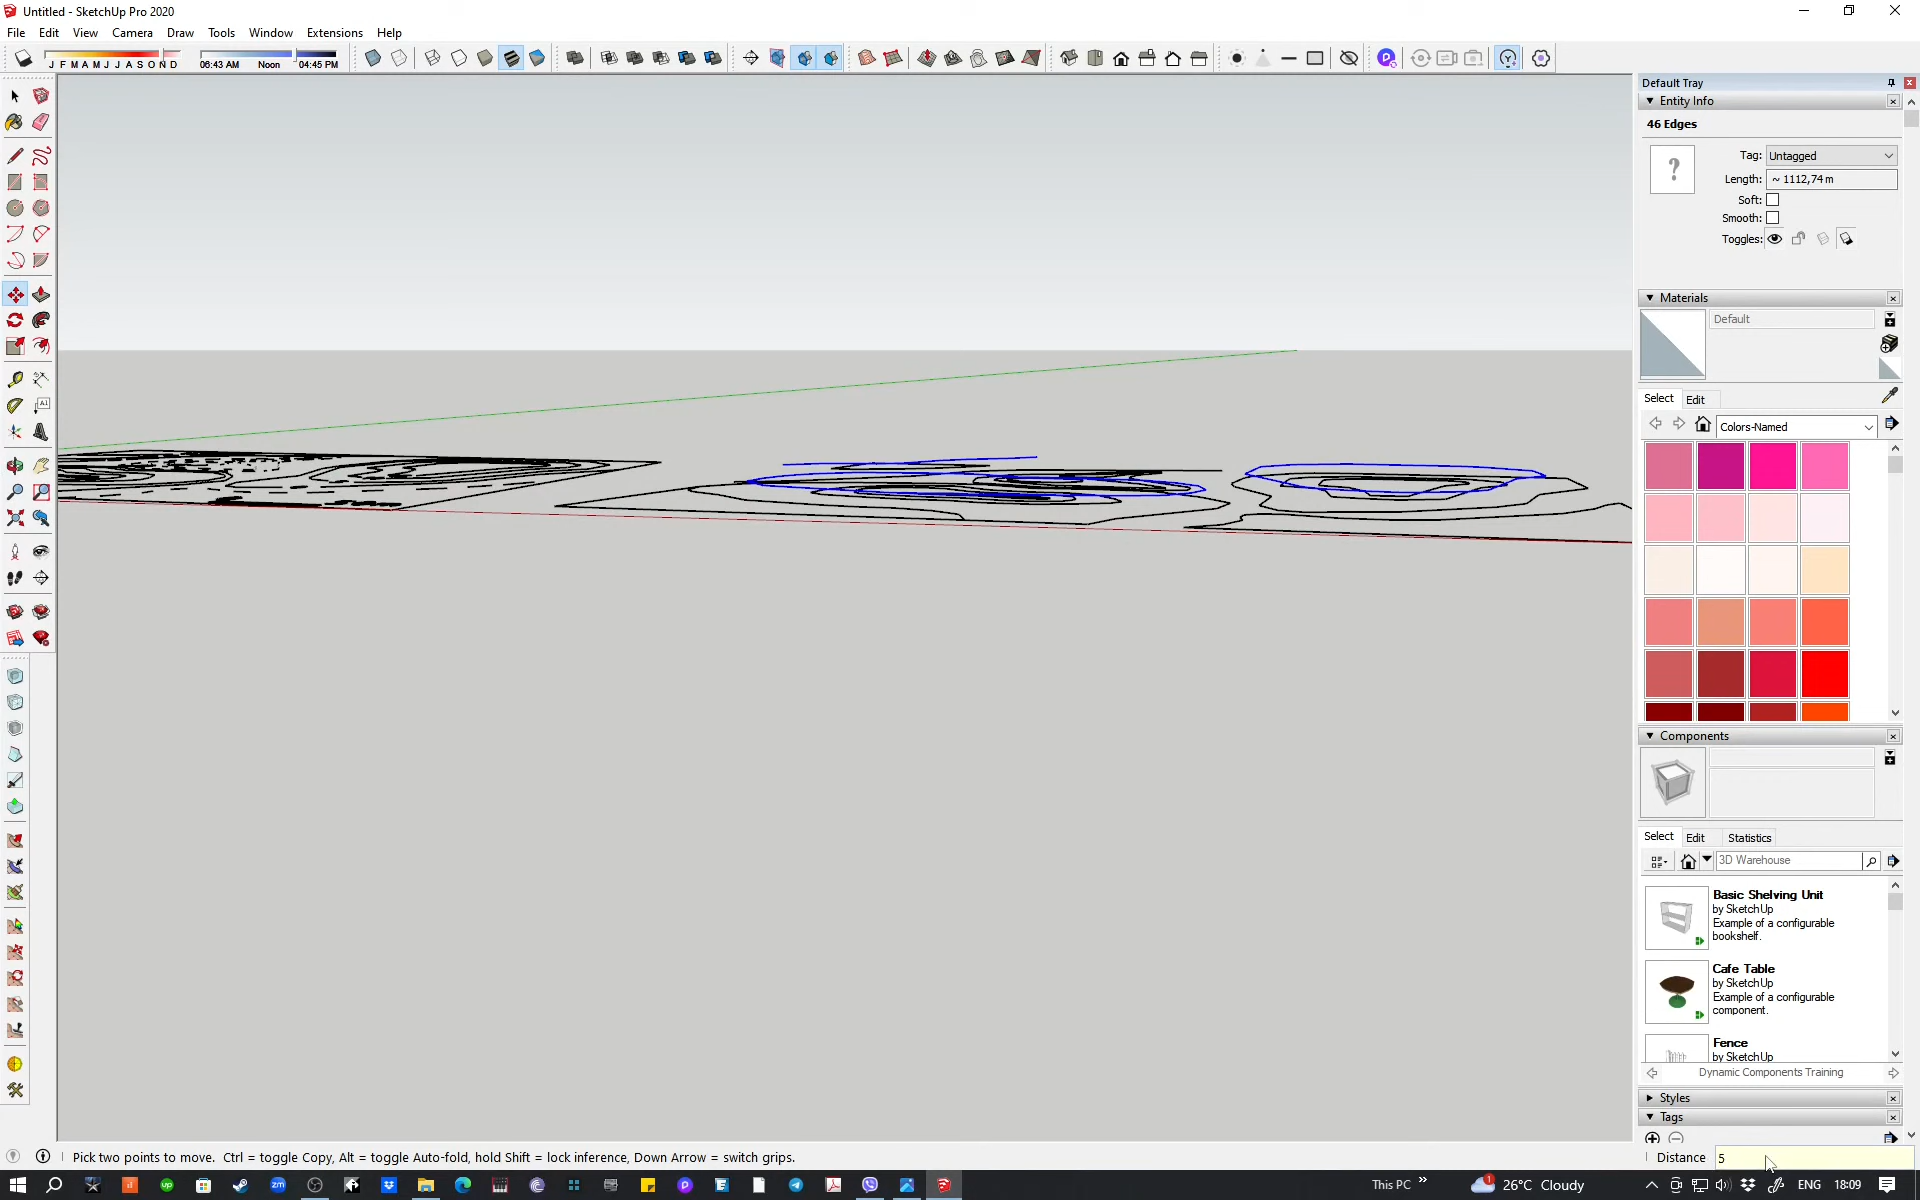 Untitled - SketchUp Pro 2020
File Edit View Camera Draw Tools Window Extensions Help
J F M A M J J A S O N D
06:43 AM Noon 04:45 PM
Default Tray
Entity Info
46 Edges
Tag: Untagged
Length: ~ 1112,74 m
Soft:
Smooth:
Toggles:
Materials
Default
Select Edit
Colors-Named
Components
Select Edit Statistics
3D Warehouse
Basic Shelving Unit
by SketchUp
Example of a configurable
bookshelf.
Cafe Table
by SketchUp
Example of a configurable
component.
Fence
by SketchUp
Dynamic Components Training
Styles
Tags
Pick two points to move. Ctrl = toggle Copy, Alt = toggle Auto-fold, hold Shift = lock inference, Down Arrow = switch grips.
Distance 5
This PC
26°C Cloudy
ENG 18:09